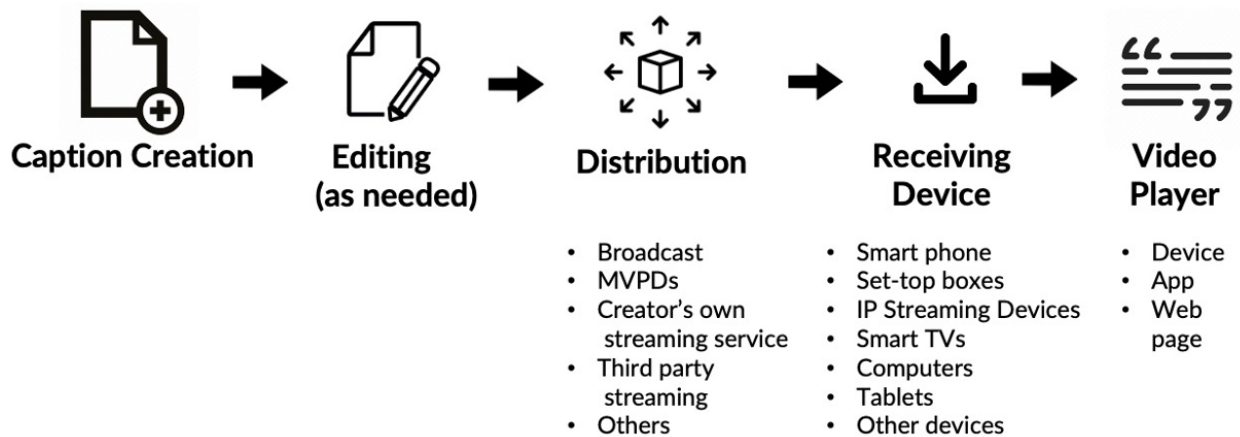 Caption Creation
Editing
(as needed)
Distribution
Receiving
Device
Video
Player
• Broadcast
• MVPDs
• Creator's own
streaming service
• Third party
streaming
• Others
• Smart phone
• Set-top boxes
• IP Streaming Devices
• Smart TVs
• Computers
• Tablets
• Other devices
• Device
• App
• Web
page